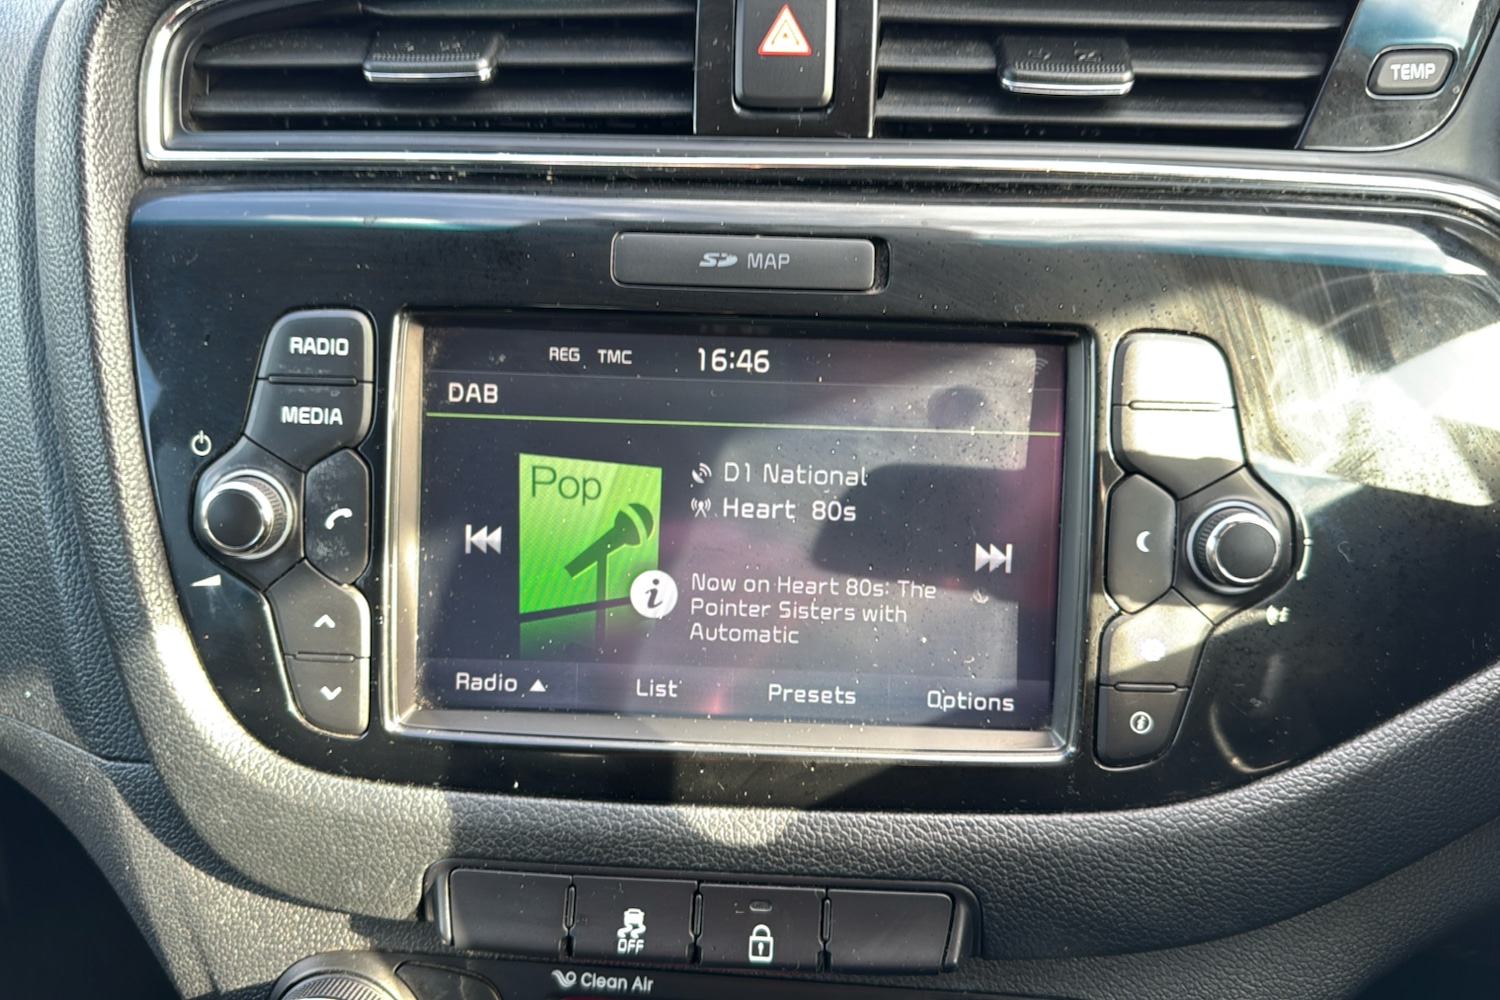 TEMP
SD MAP
RADIO
MEDIA
REG TMC 16:46
DAB
Pop
D1 National
Heart 80s
i
Now on Heart 80s: The
Pointer Sisters with
Automatic
Radio List Presets Options
OFF
Clean Air